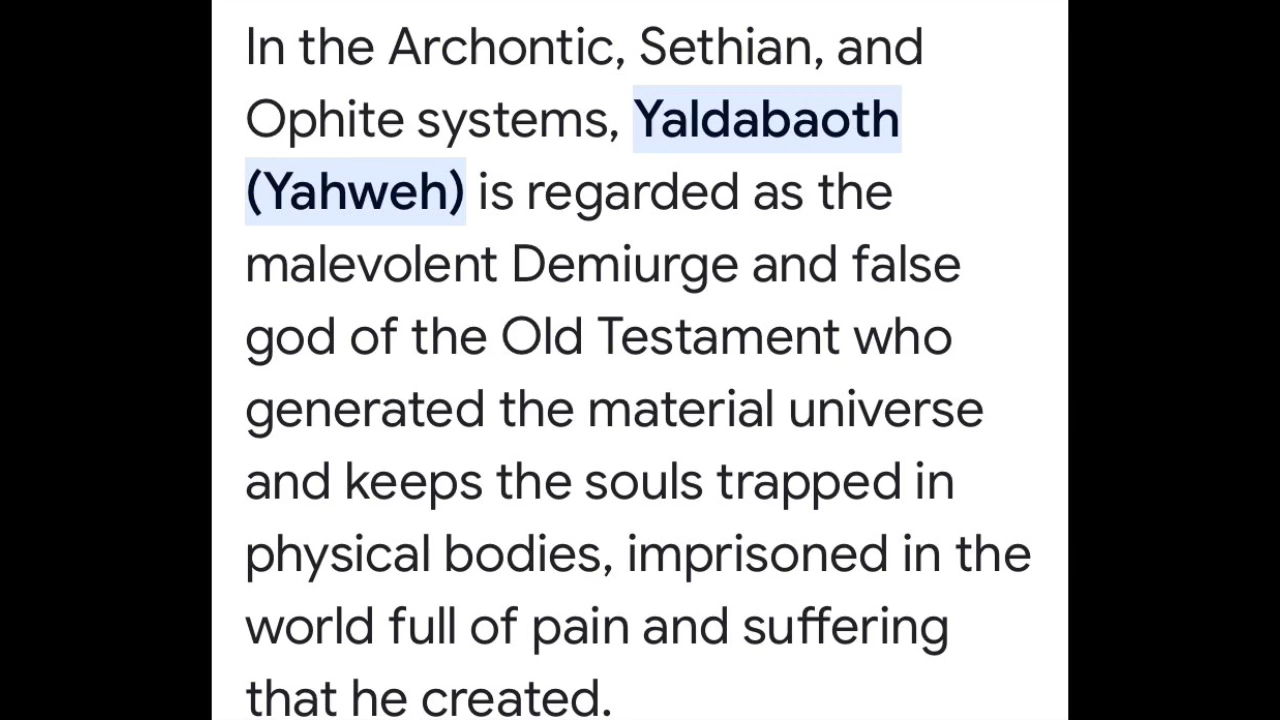 In the Archontic, Sethian, and
Ophite systems, Yaldabaoth
(Yahweh) is regarded as the
malevolent Demiurge and false
god of the Old Testament who
generated the material universe
and keeps the souls trapped in
physical bodies, imprisoned in the
world full of pain and suffering
that he created.